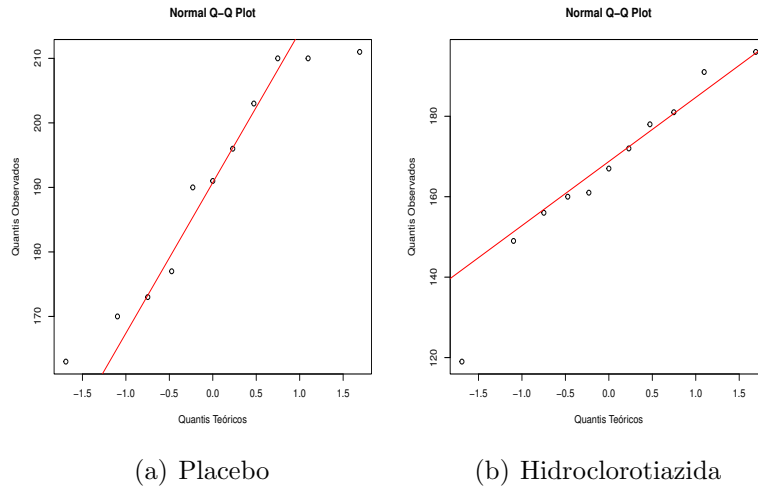 Normal Q−Q Plot
Quantis Observados
210
200
190
180
170
−1.5 −1.0 −0.5 0.0 0.5 1.0 1.5
Quantis Teóricos
(a) Placebo
Normal Q−Q Plot
Quantis Observados
180
160
140
120
−1.5 −1.0 −0.5 0.0 0.5 1.0 1.5
Quantis Teóricos
(b) Hidroclorotiazida